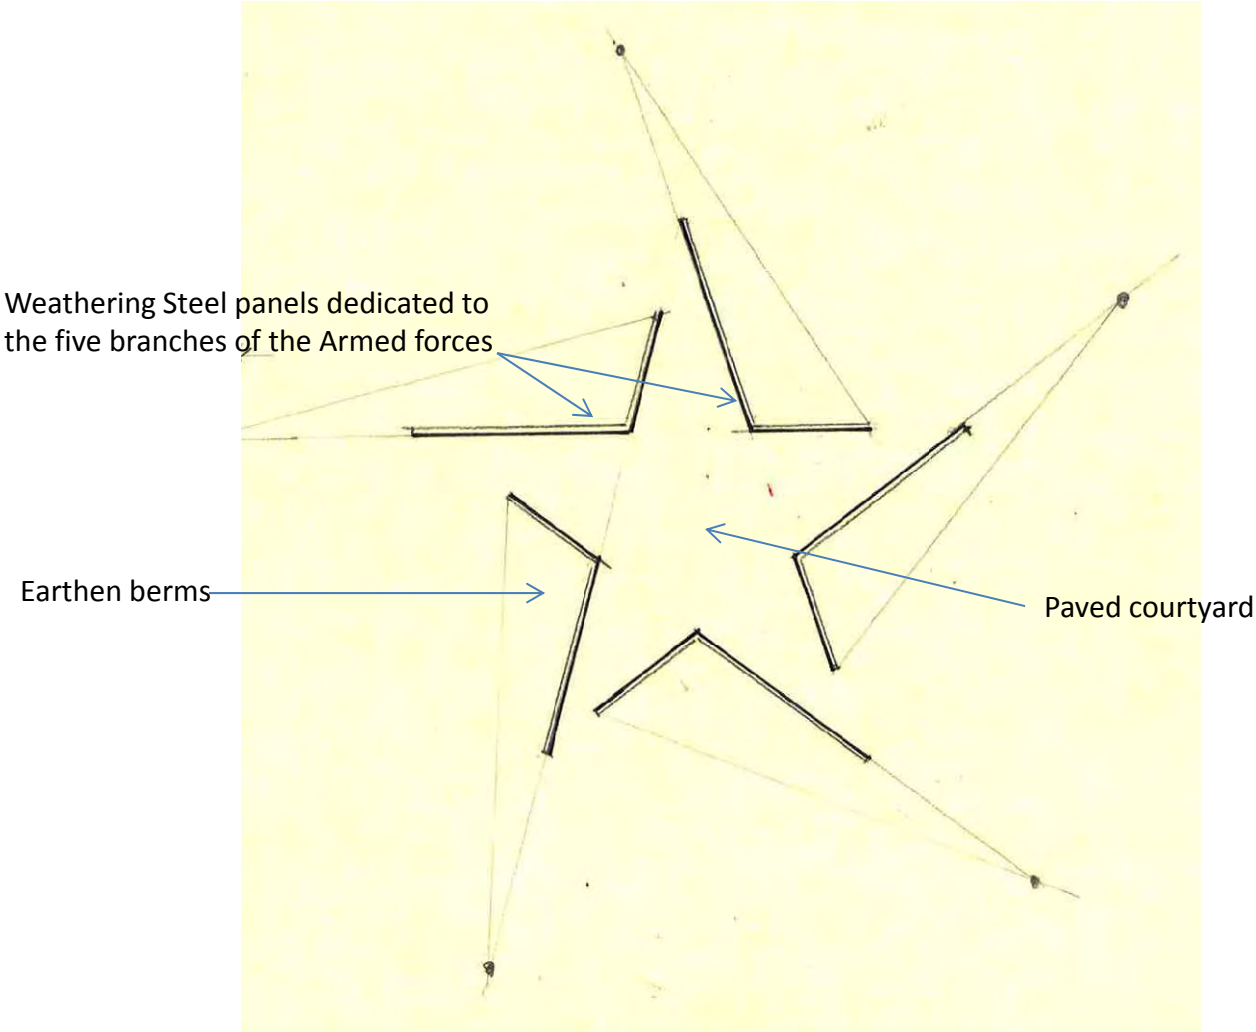 Weathering Steel panels dedicated to
the five branches of the Armed forces
Earthen berms
Paved courtyard